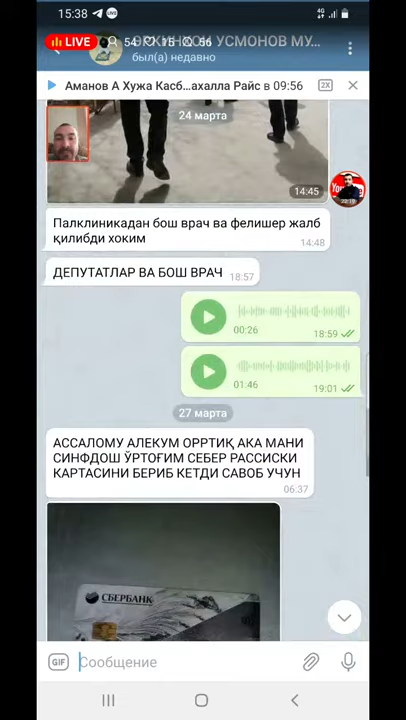 15:38
LIVE 54 15 56
ЭРКИНЖОН УСМОНОВ МУ...
был(а) недавно
Аманов А Хужа Касб...ахалла Райс в 09:56
2X
24 марта
14:45
Палклиникадан бош врач ва фелишер жалб
қилибди хоким
14:48
ДЕПУТАТЛАР ВА БОШ ВРАЧ
18:57
00:26
18:59
01:46
19:01
27 марта
АССАЛОМУ АЛЕКУМ ОРРТИҚ АКА МАНИ
СИНФДОШ ЎРТОҒИМ СЕБЕР РАССИСКИ
КАРТАСИНИ БЕРИБ КЕТДИ САВОБ УЧУН
06:37
СБЕРБАНК
GIF
Сообщение